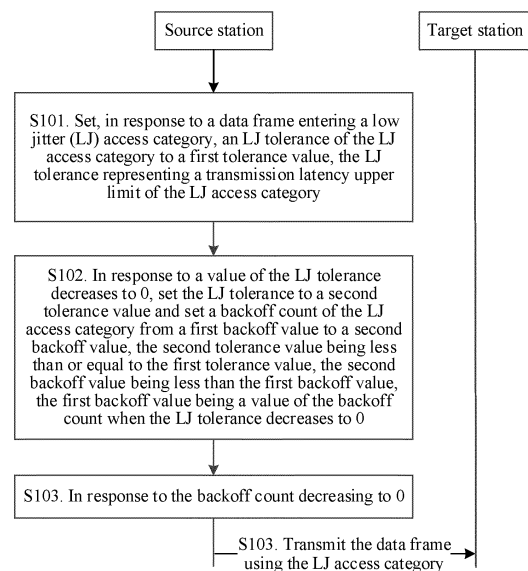 Source station
Target station
S101. Set, in response to a data frame entering a low
jitter (LJ) access category, an LJ tolerance of the LJ
access category to a first tolerance value, the LJ
tolerance representing a transmission latency upper
limit of the LJ access category
S102. In response to a value of the LJ tolerance
decreases to 0, set the LJ tolerance to a second
tolerance value and set a backoff count of the LJ
access category from a first backoff value to a second
backoff value, the second tolerance value being less
than or equal to the first tolerance value, the second
backoff value being less than the first backoff value,
the first backoff value being a value of the backoff
count when the LJ tolerance decreases to 0
S103. In response to the backoff count decreasing to 0
S103. Transmit the data frame
using the LJ access category